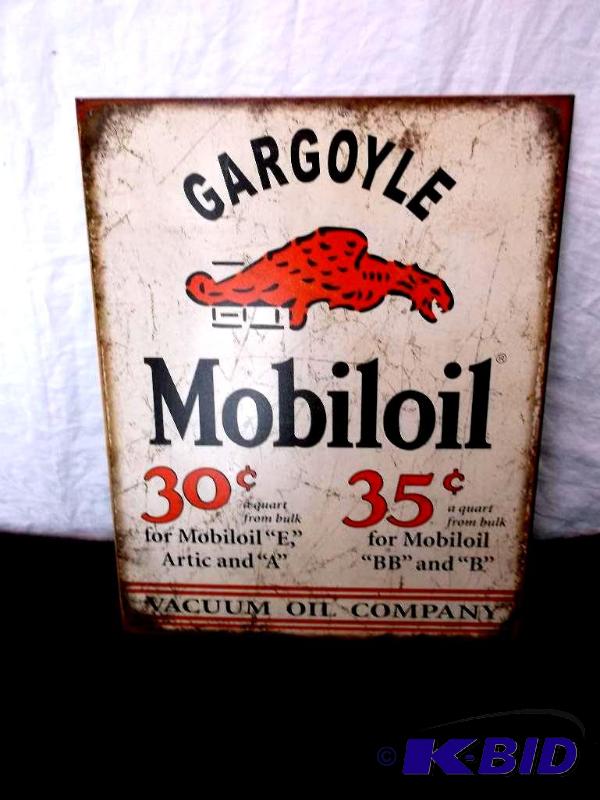 GARGOYLE
Mobiloil®
30¢ a quart from bulk
for Mobiloil “E,”
Artic and “A”
35¢ a quart from bulk
for Mobiloil
“BB” and “B”
VACUUM OIL COMPANY
© K-BID